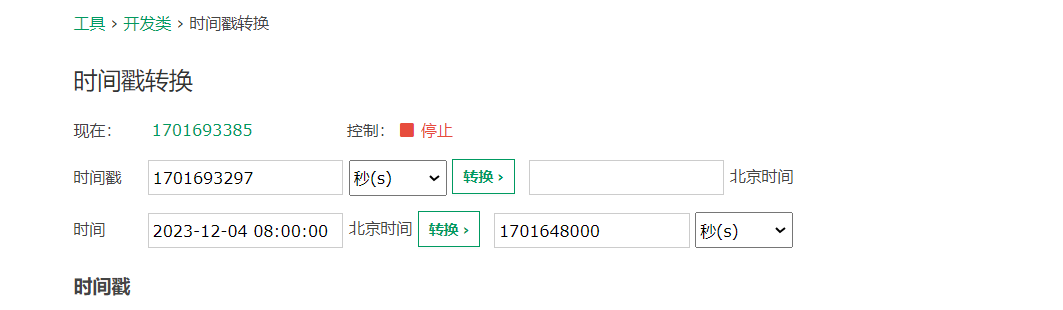 工具 › 开发类 › 时间戳转换
时间戳转换
现在： 1701693385 控制： 停止
时间戳 1701693297 秒(s) 转换 › 北京时间
时间 2023-12-04 08:00:00 北京时间 转换 › 1701648000 秒(s)
时间戳